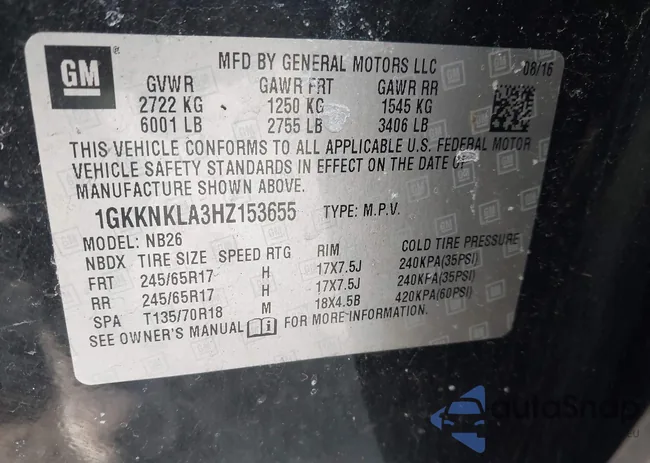 GM
MFD BY GENERAL MOTORS LLC 08/16
GVWR GAWR FRT GAWR RR
2722 KG 1250 KG 1545 KG
6001 LB 2755 LB 3406 LB
THIS VEHICLE CONFORMS TO ALL APPLICABLE U.S. FEDERAL MOTOR
VEHICLE SAFETY STANDARDS IN EFFECT ON THE DATE OF
MANUFACTURE SHOWN ABOVE.
1GKKNKLA3HZ153655 TYPE: M.P.V.
MODEL: NB26
NBDX TIRE SIZE SPEED RTG RIM COLD TIRE PRESSURE
FRT 245/65R17 H 17X7.5J 240KPA(35PSI)
RR 245/65R17 H 17X7.5J 240KPA(35PSI)
SPA T135/70R18 M 18X4.5B 420KPA(60PSI)
SEE OWNER'S MANUAL FOR MORE INFORMATION.
autoSnap